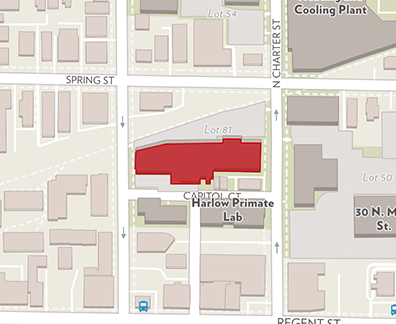 Lot 54
Cooling Plant
SPRING ST
N CHARTER ST
Lot 81
CAPITOL CT
Harlow Primate
Lab
Lot 50
30 N. M
St.
REGENT ST